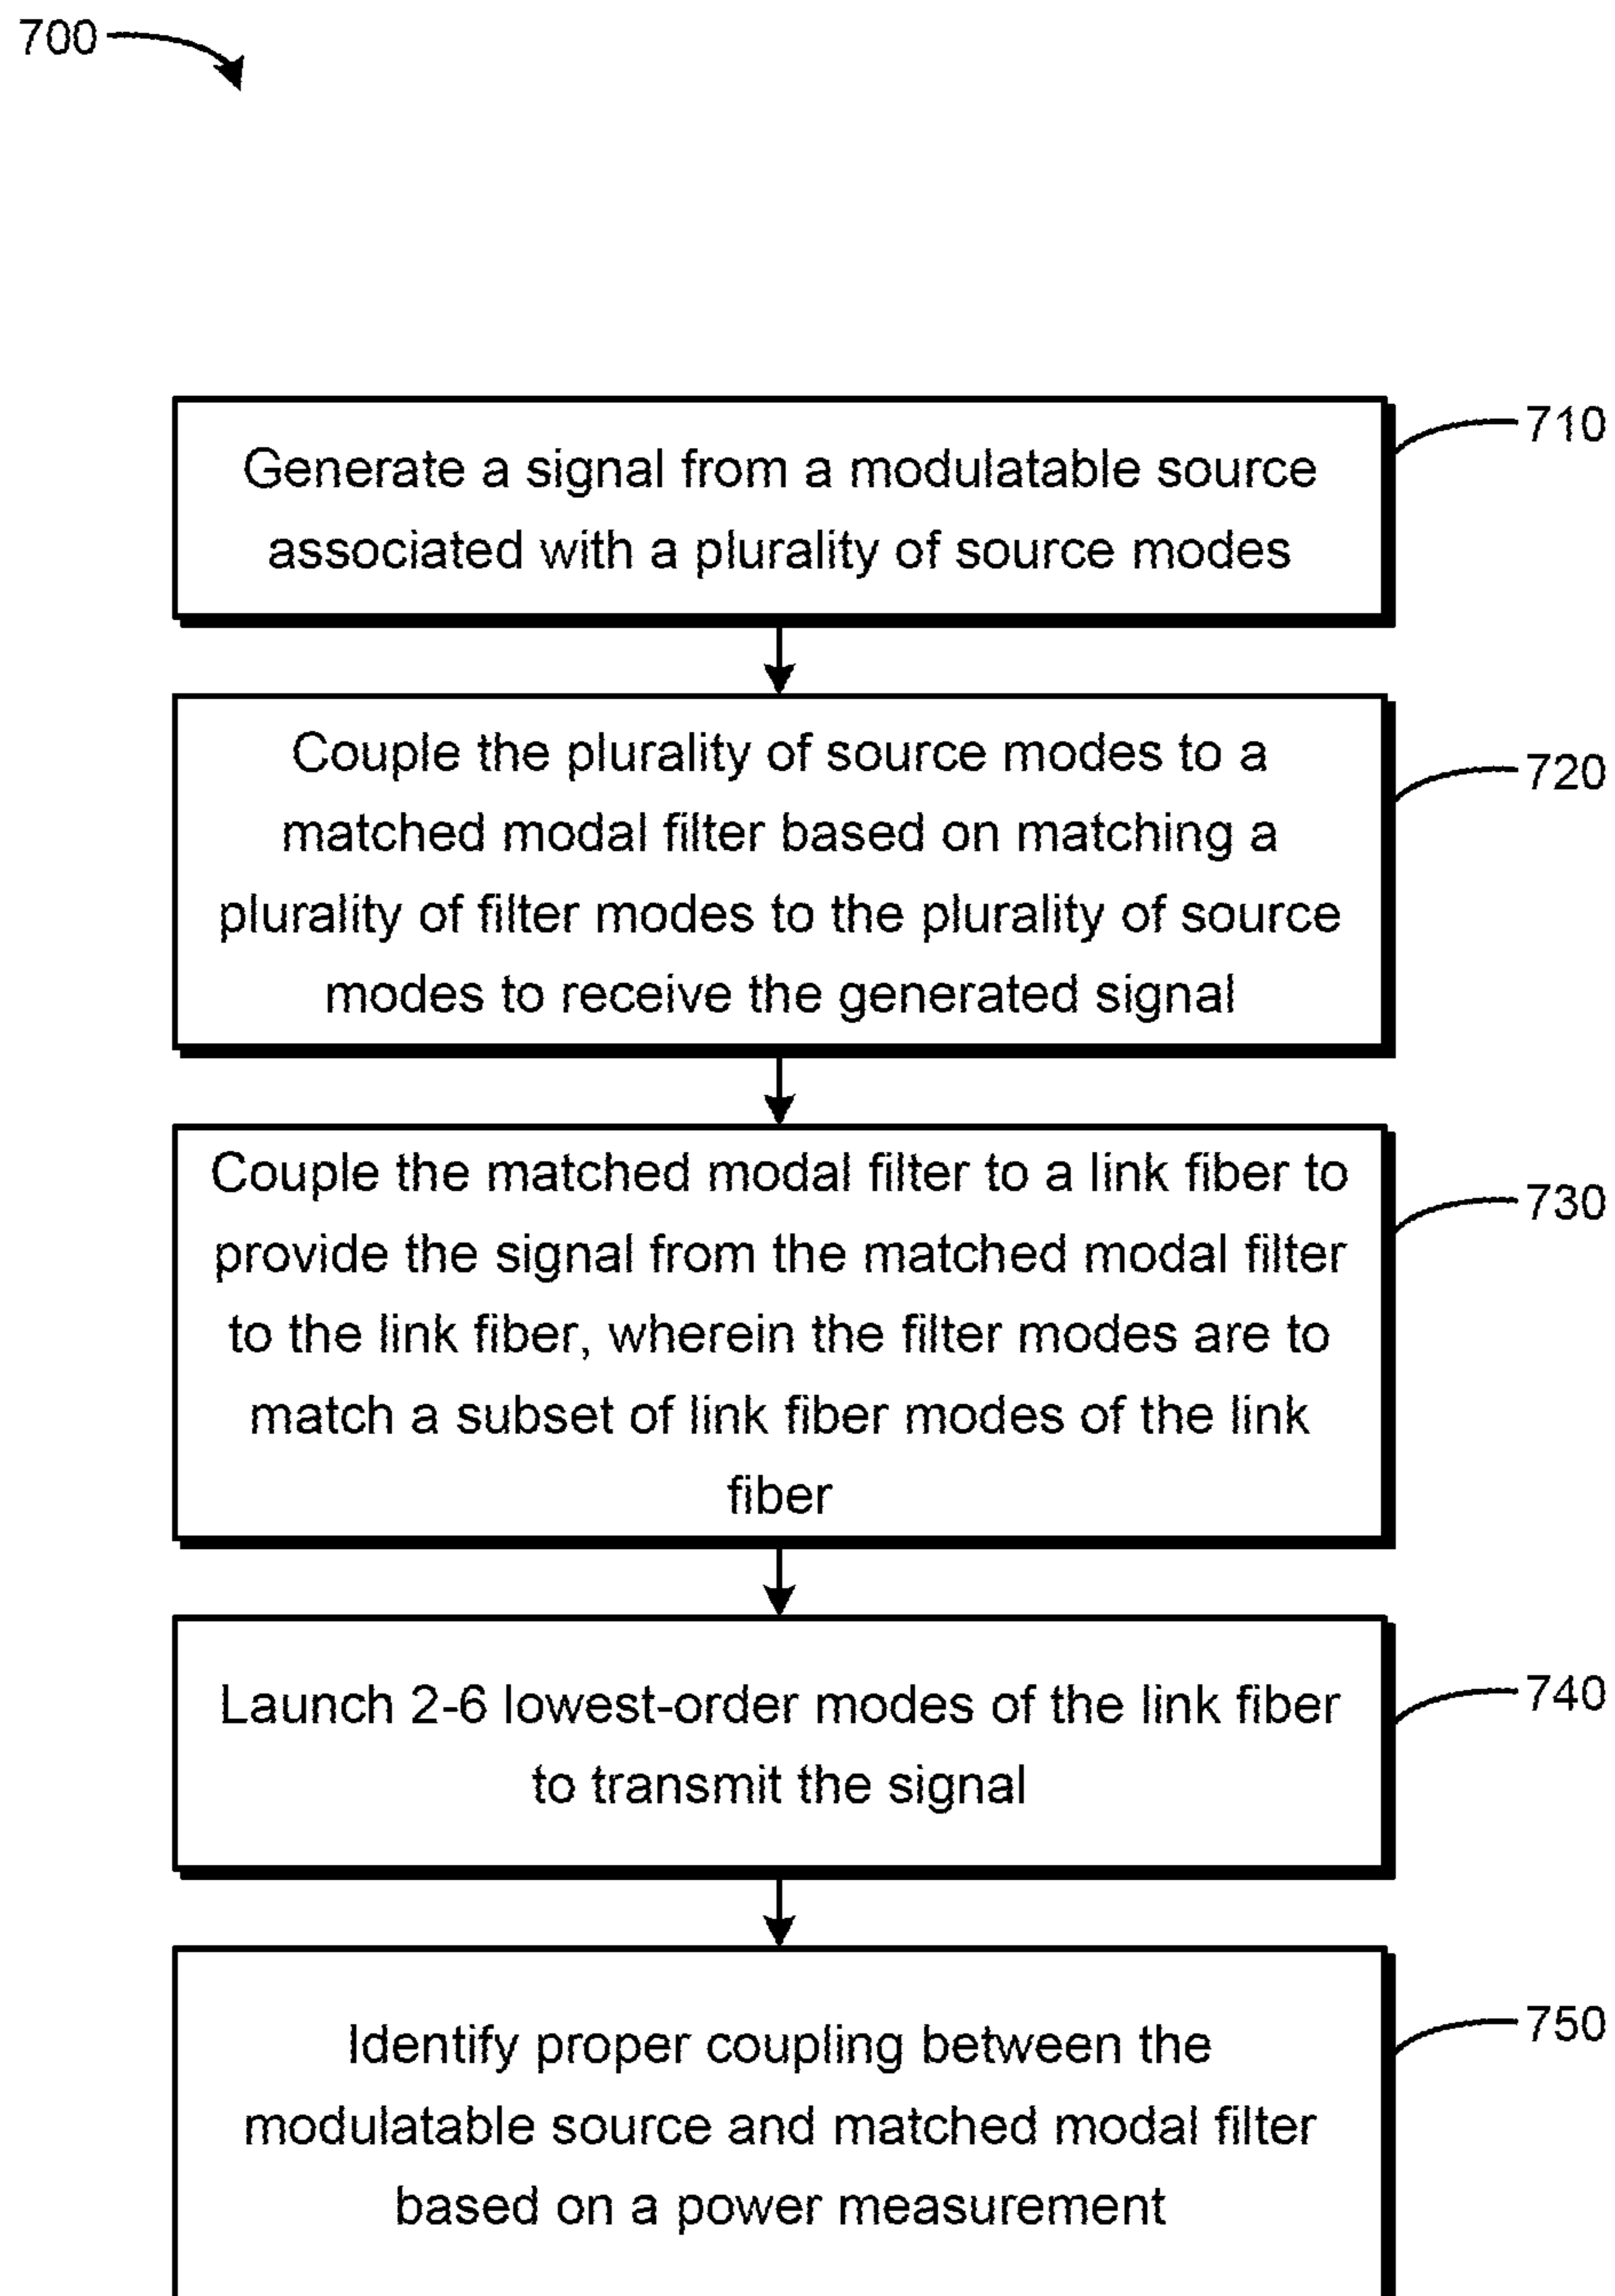 700
Generate a signal from a modulatable source
associated with a plurality of source modes
710
Couple the plurality of source modes to a
matched modal filter based on matching a
plurality of filter modes to the plurality of source
modes to receive the generated signal
720
Couple the matched modal filter to a link fiber to
provide the signal from the matched modal filter
to the link fiber, wherein the filter modes are to
match a subset of link fiber modes of the link
fiber
730
Launch 2-6 lowest-order modes of the link fiber
to transmit the signal
740
Identify proper coupling between the
modulatable source and matched modal filter
based on a power measurement
750